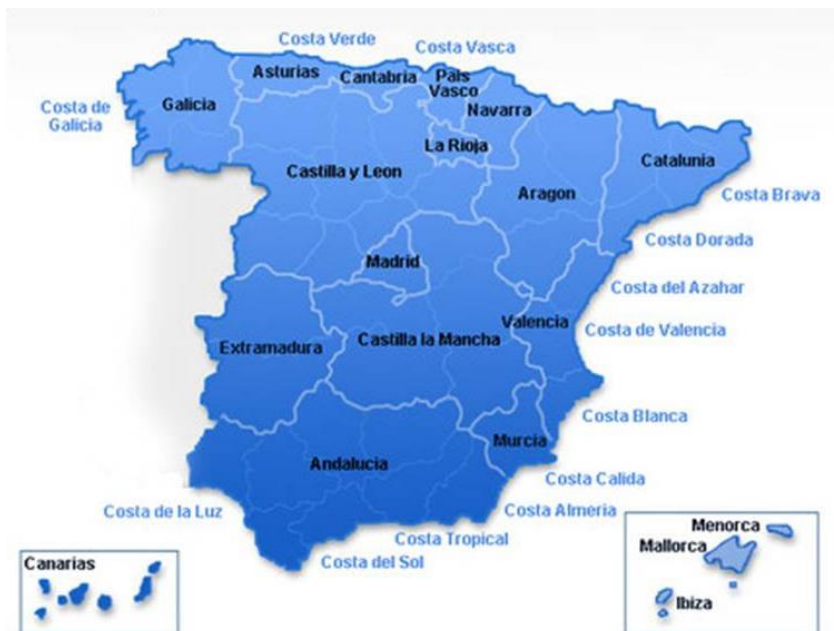 Costa Verde
Costa Vasca
Asturias
Cantabria
Pais
Vasco
Costa de
Galicia
Galicia
Navarra
La Rioja
Catalunia
Castilla y Leon
Aragon
Costa Brava
Costa Dorada
Madrid
Costa del Azahar
Valencia
Costa de Valencia
Extramadura
Castilla la Mancha
Costa Blanca
Murcia
Andalucia
Costa Calida
Costa de la Luz
Costa Almeria
Costa Tropical
Costa del Sol
Canarias
Menorca
Mallorca
Ibiza